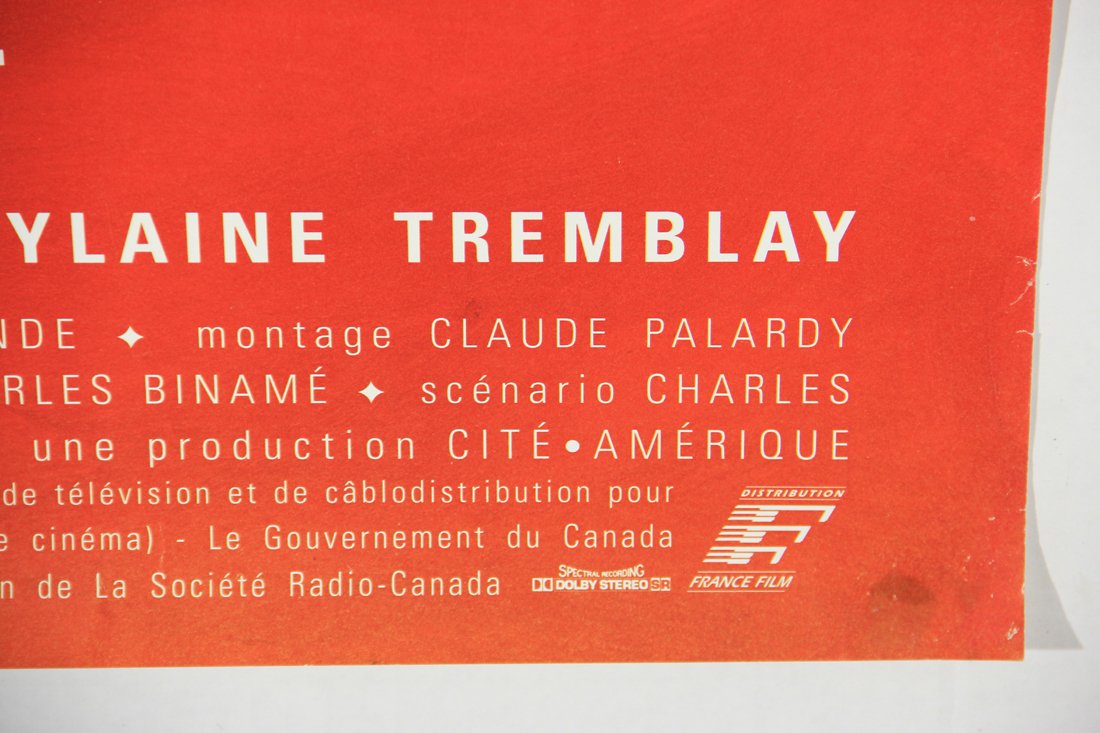 YLAINE TREMBLAY
NDE ✦ montage CLAUDE PALARDY
RLES BINAMÉ ✦ scénario CHARLES
une production CITÉ•AMÉRIQUE
de télévision et de câblodistribution pour
e cinéma) - Le Gouvernement du Canada
n de La Société Radio-Canada
SPECTRAL RECORDING
DOLBY STEREO SR
DISTRIBUTION
FRANCE FILM